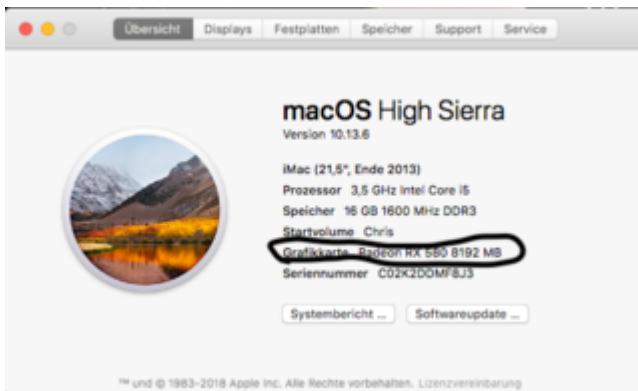 Übersicht Displays Festplatten Speicher Support Service
macOS High Sierra
Version 10.13.6
iMac (21,5", Ende 2013)
Prozessor 3,5 GHz Intel Core i5
Speicher 16 GB 1600 MHz DDR3
Startvolume Chris
Grafikkarte Radeon RX 580 8192 MB
Seriennummer C02K2DDMF8J3
Systembericht ... Softwareupdate ...
™ und © 1983-2018 Apple Inc. Alle Rechte vorbehalten. Lizenzvereinbarung